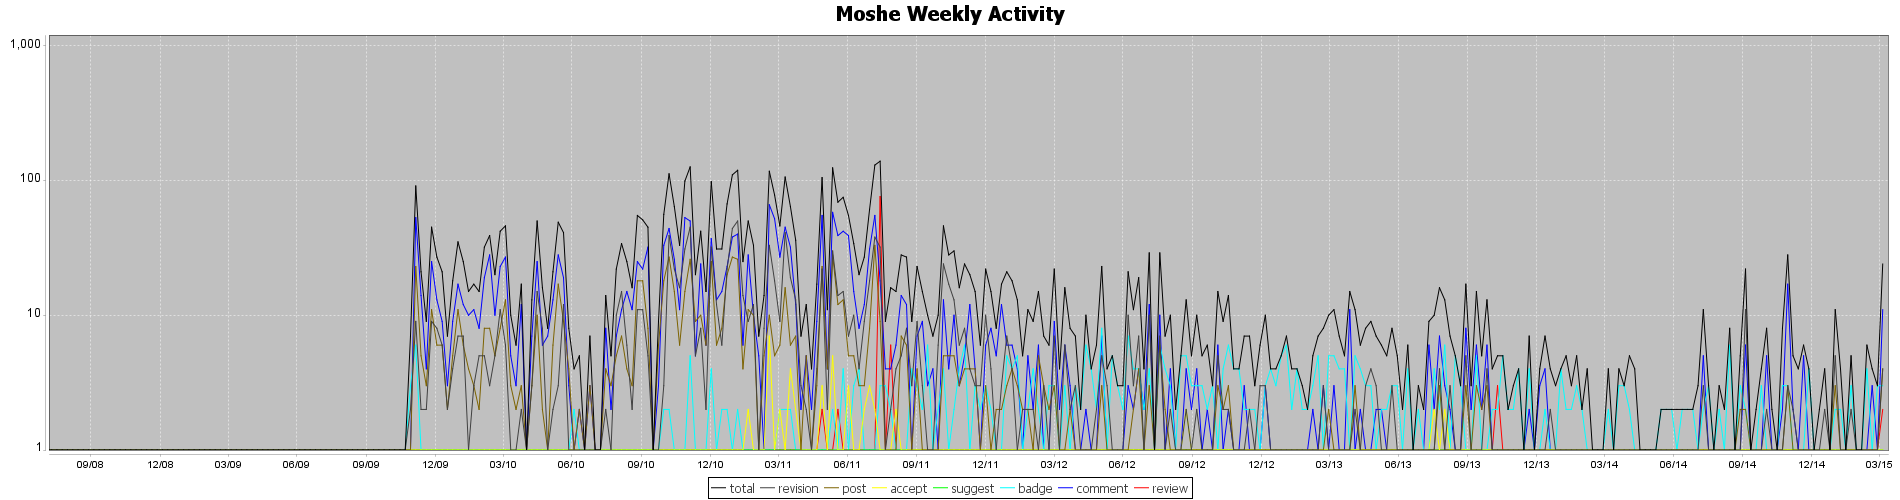 Moshe Weekly Activity
1,000
100
10
1
09/08 12/08 03/09 06/09 09/09 12/09 03/10 06/10 09/10 12/10 03/11 06/11 09/11 12/11 03/12 06/12 09/12 12/12 03/13 06/13 09/13 12/13 03/14 06/14 09/14 12/14 03/15
total revision post accept suggest badge comment review